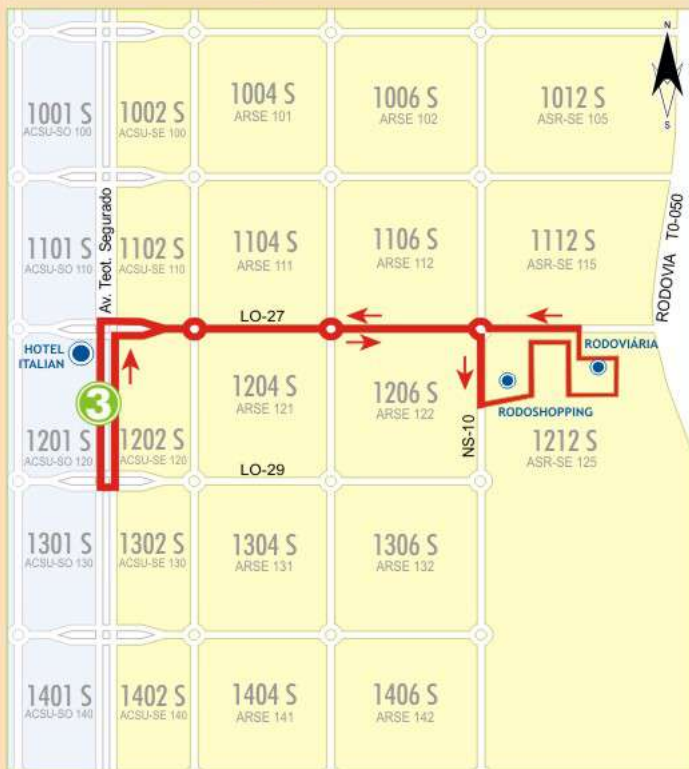 N
S
1001 S
ACSU-SO 100
1002 S
ACSU-SE 100
1004 S
ARSE 101
1006 S
ARSE 102
1012 S
ASR-SE 105
Av. Teot. Segurado
RODOVIA TO-050
1101 S
ACSU-SO 110
1102 S
ACSU-SE 110
1104 S
ARSE 111
1106 S
ARSE 112
1112 S
ASR-SE 115
LO-27
HOTEL
ITALIAN
RODOVIÁRIA
3
RODOSHOPPING
1201 S
ACSU-SO 120
1202 S
ACSU-SE 120
1204 S
ARSE 121
1206 S
ARSE 122
NS-10
1212 S
ASR-SE 125
LO-29
1301 S
ACSU-SO 130
1302 S
ACSU-SE 130
1304 S
ARSE 131
1306 S
ARSE 132
1401 S
ACSU-SO 140
1402 S
ACSU-SE 140
1404 S
ARSE 141
1406 S
ARSE 142